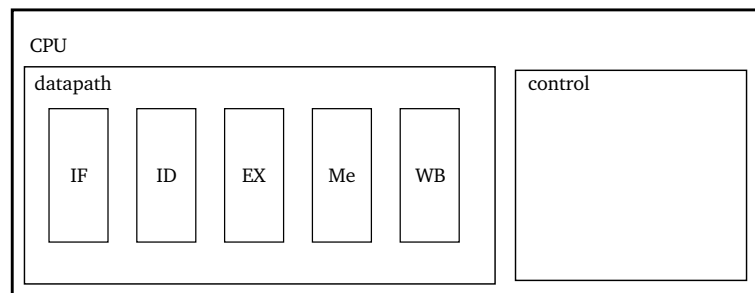 CPU
datapath
control
IF
ID
EX
Me
WB